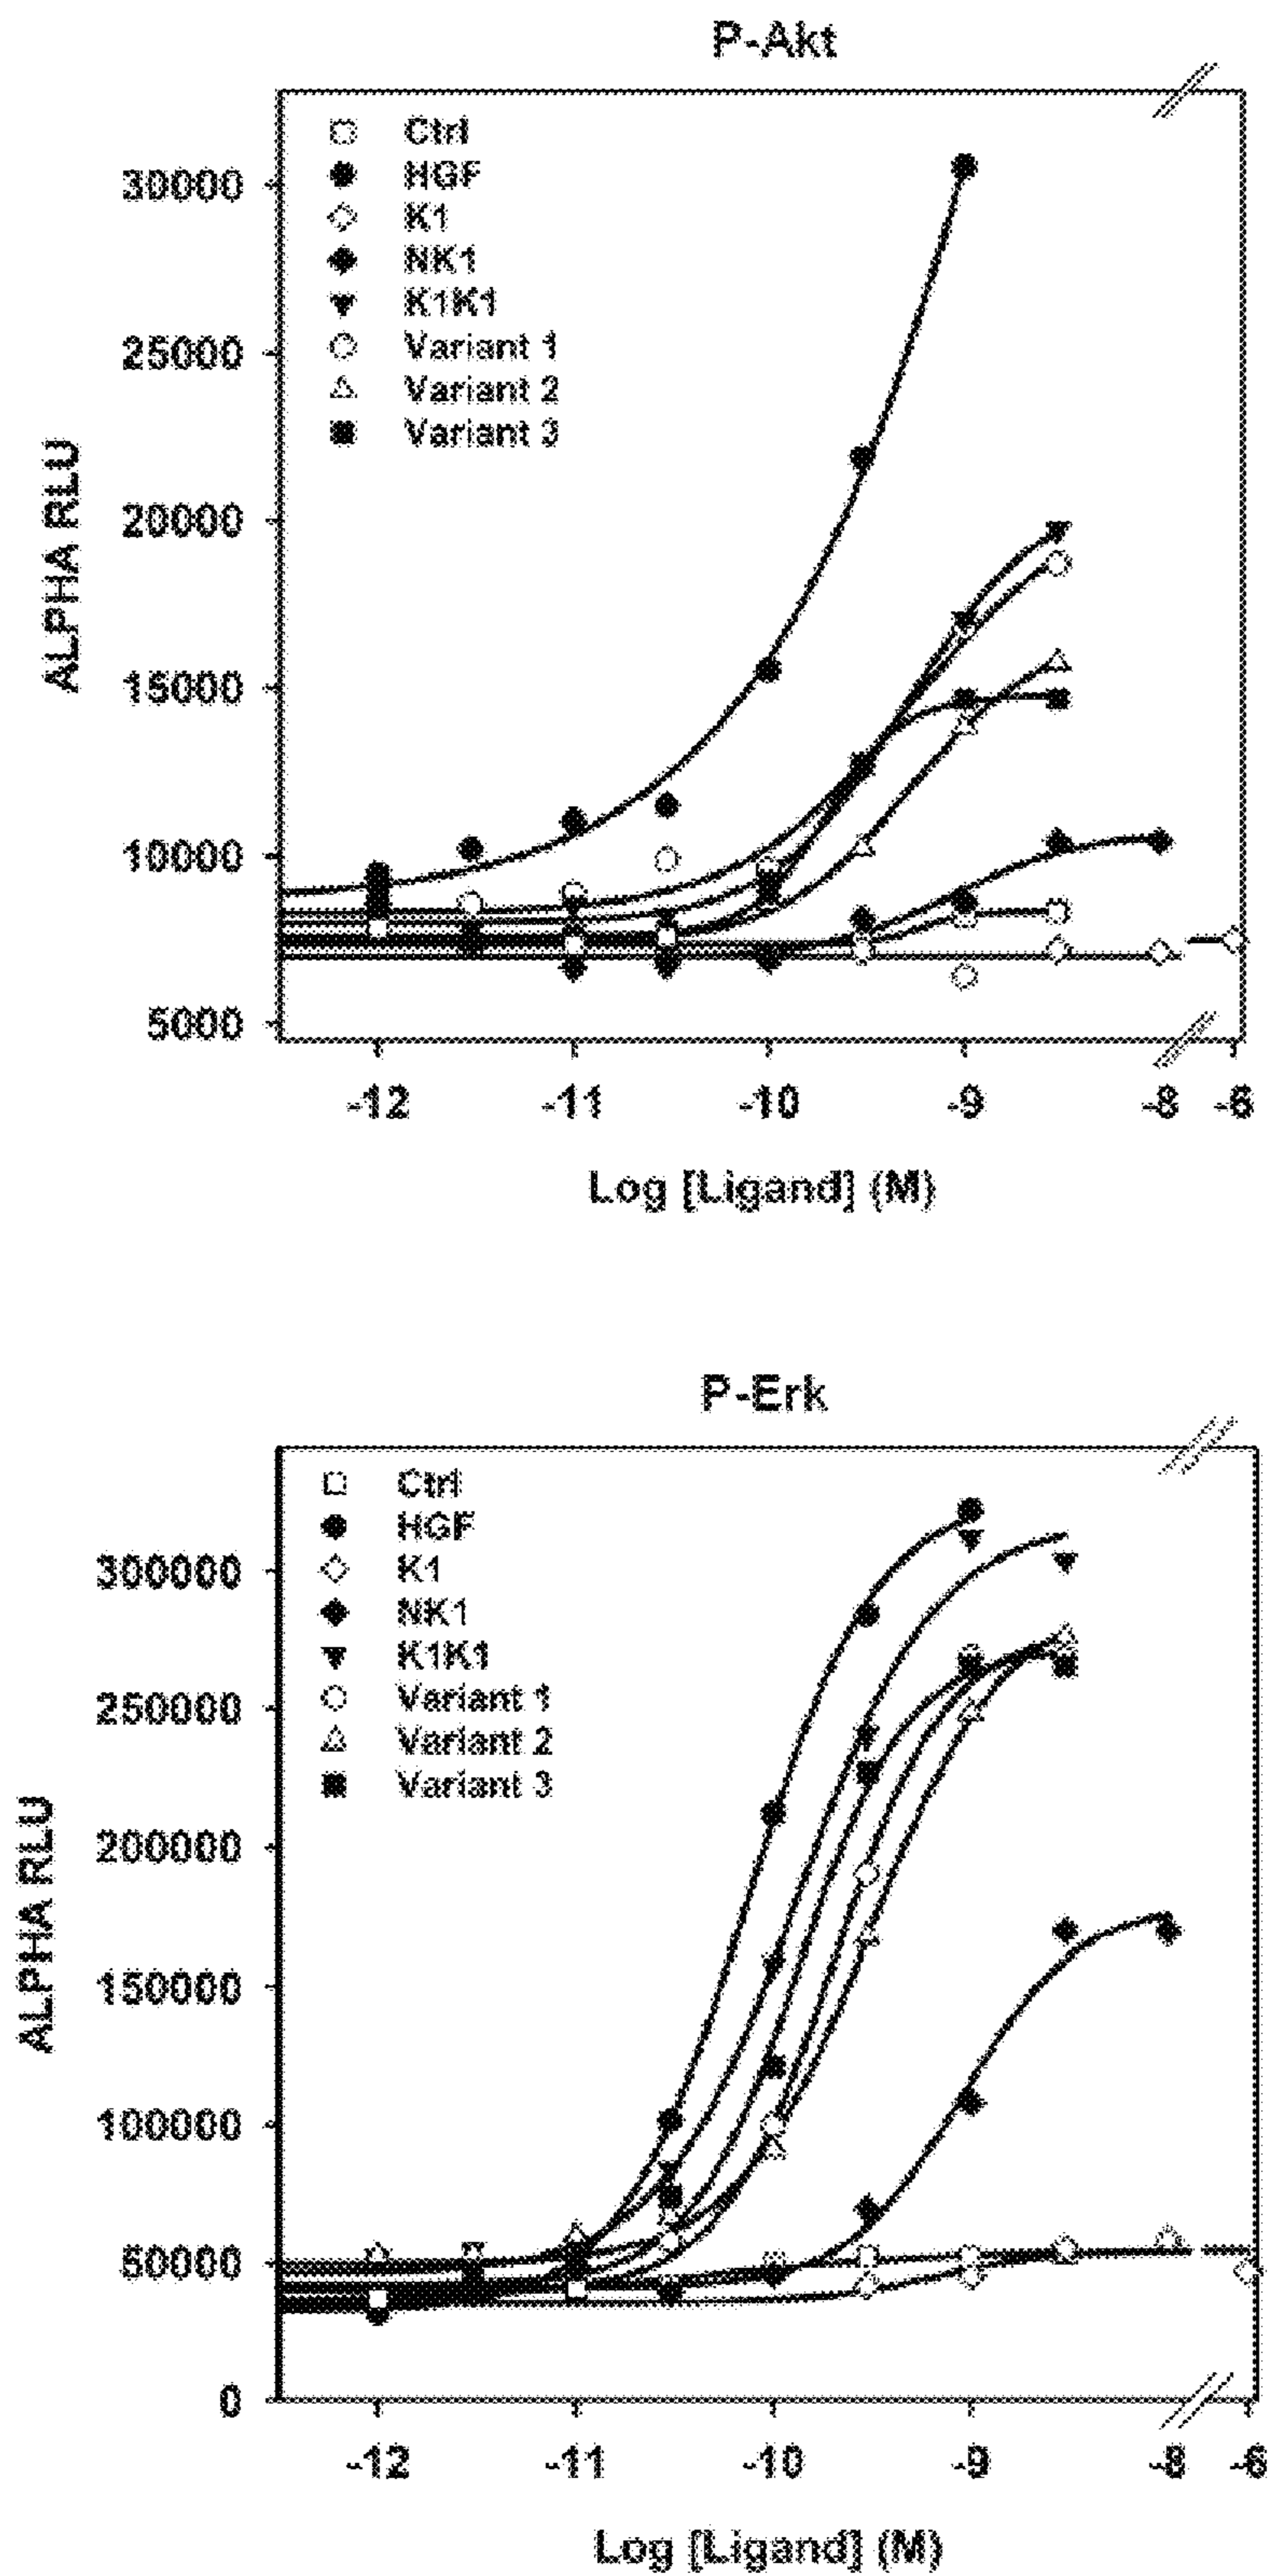 P-Akt
Ctrl
HGF
K1
NK1
K1K1
Variant 1
Variant 2
Variant 3
30000
25000
20000
15000
10000
5000
ALPHA RLU
-12 -11 -10 -9 -8 -6
Log [Ligand] (M)
P-Erk
Ctrl
HGF
K1
NK1
K1K1
Variant 1
Variant 2
Variant 3
300000
250000
200000
150000
100000
50000
0
ALPHA RLU
-12 -11 -10 -9 -8 -6
Log [Ligand] (M)